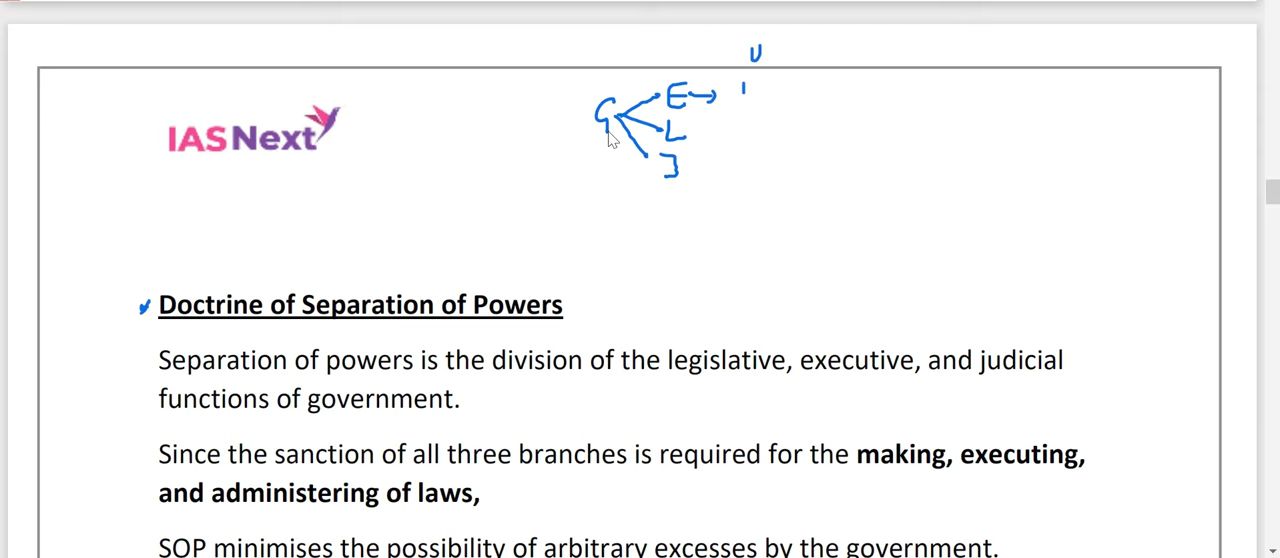 U
G E
L
J
IASNext
Doctrine of Separation of Powers
Separation of powers is the division of the legislative, executive, and judicial
functions of government.
Since the sanction of all three branches is required for the making, executing,
and administering of laws,
SOP minimises the possibility of arbitrary excesses by the government.